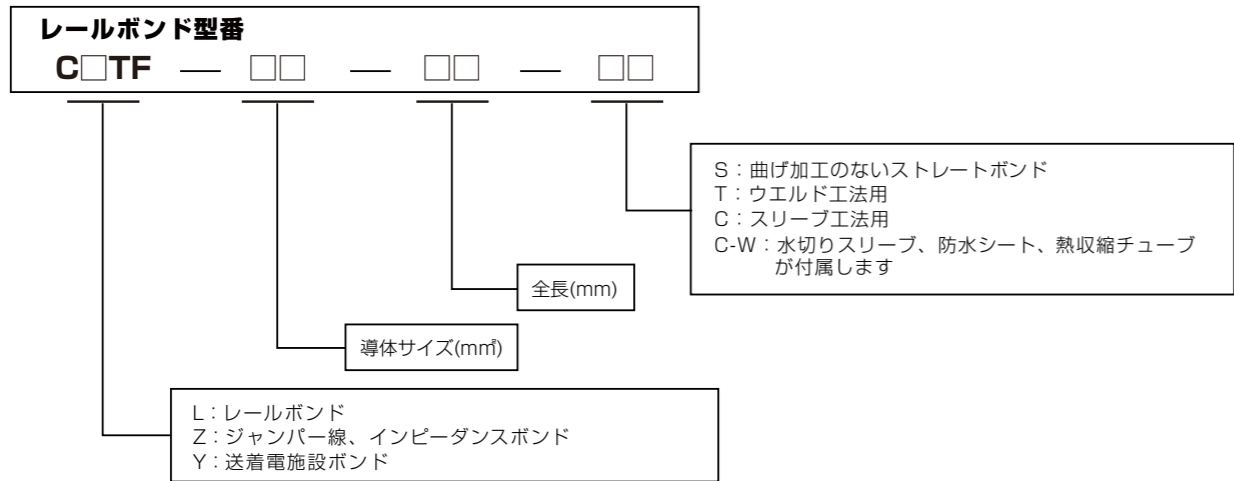 レールボンド型番
C□TF ― □□ ― □□ ― □□
S：曲げ加工のないストレートボンド
T：ウエルド工法用
C：スリーブ工法用
C-W：水切りスリーブ、防水シート、熱収縮チューブ
が付属します
全長(mm)
導体サイズ(m㎡)
L：レールボンド
Z：ジャンパー線、インピーダンスボンド
Y：送着電施設ボンド